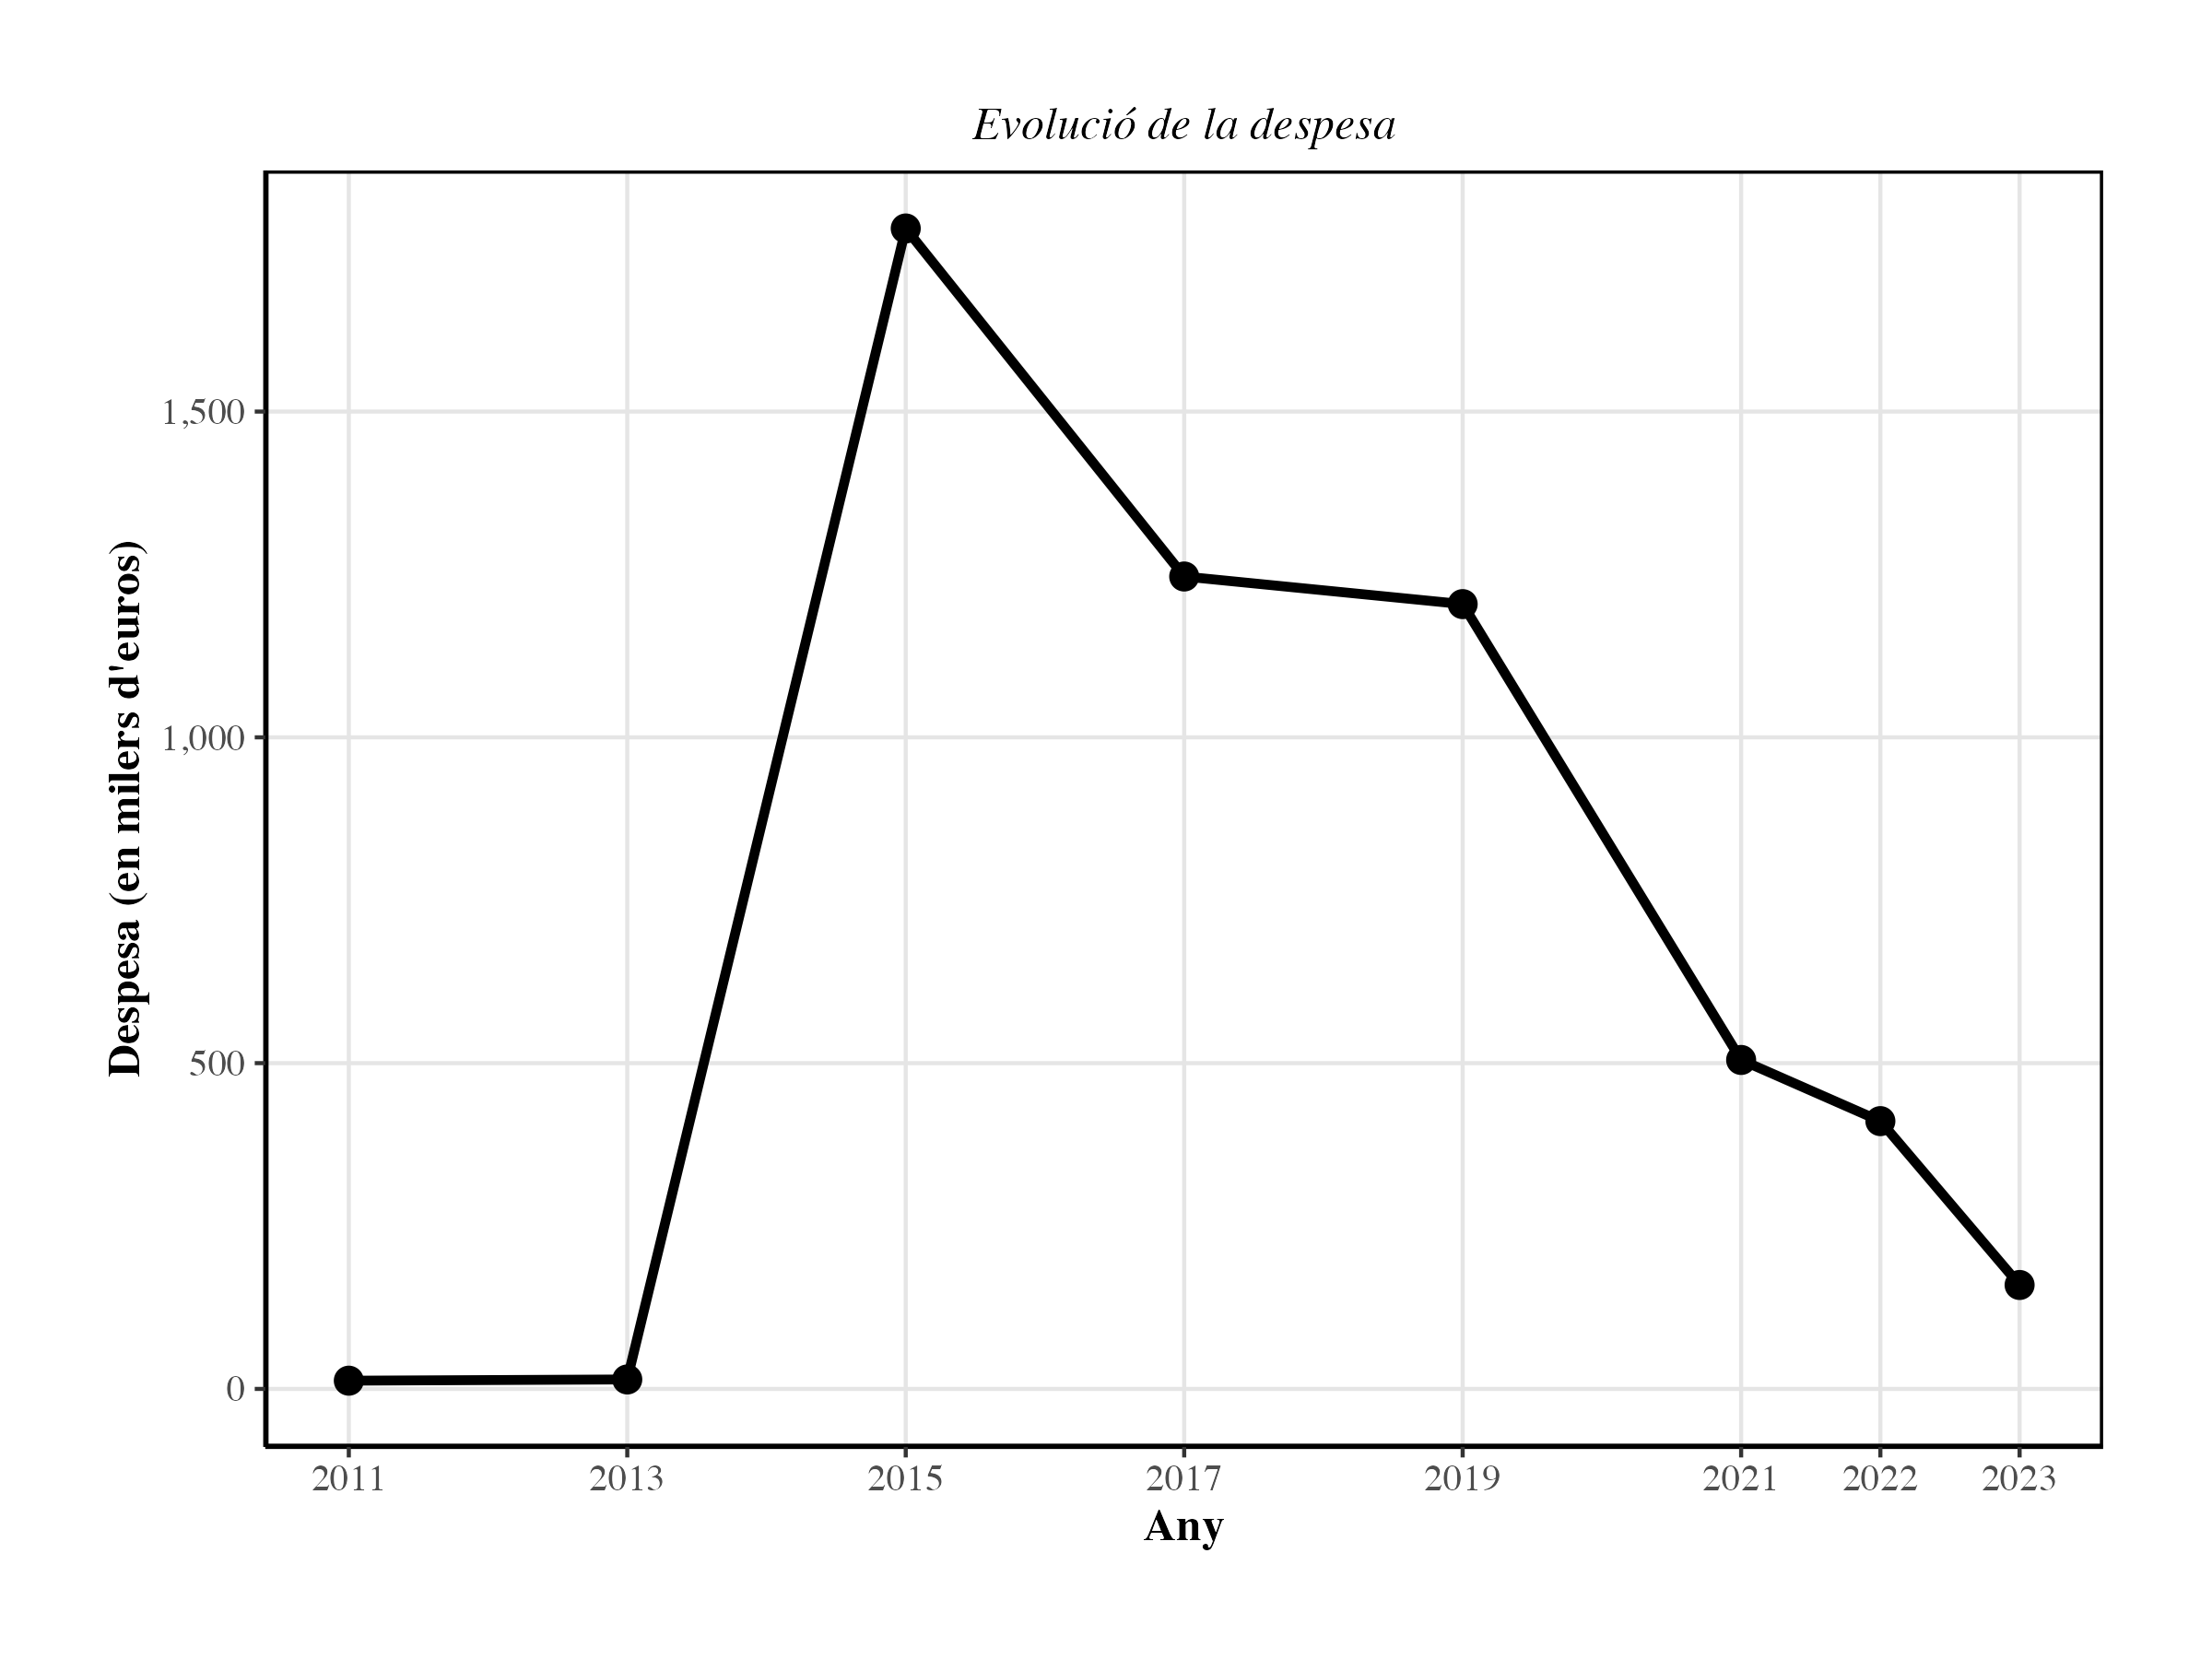 Evolució de la despesa
Despesa (en milers d'euros)
1,500
1,000
500
0
2011 2013 2015 2017 2019 2021 2022 2023
Any